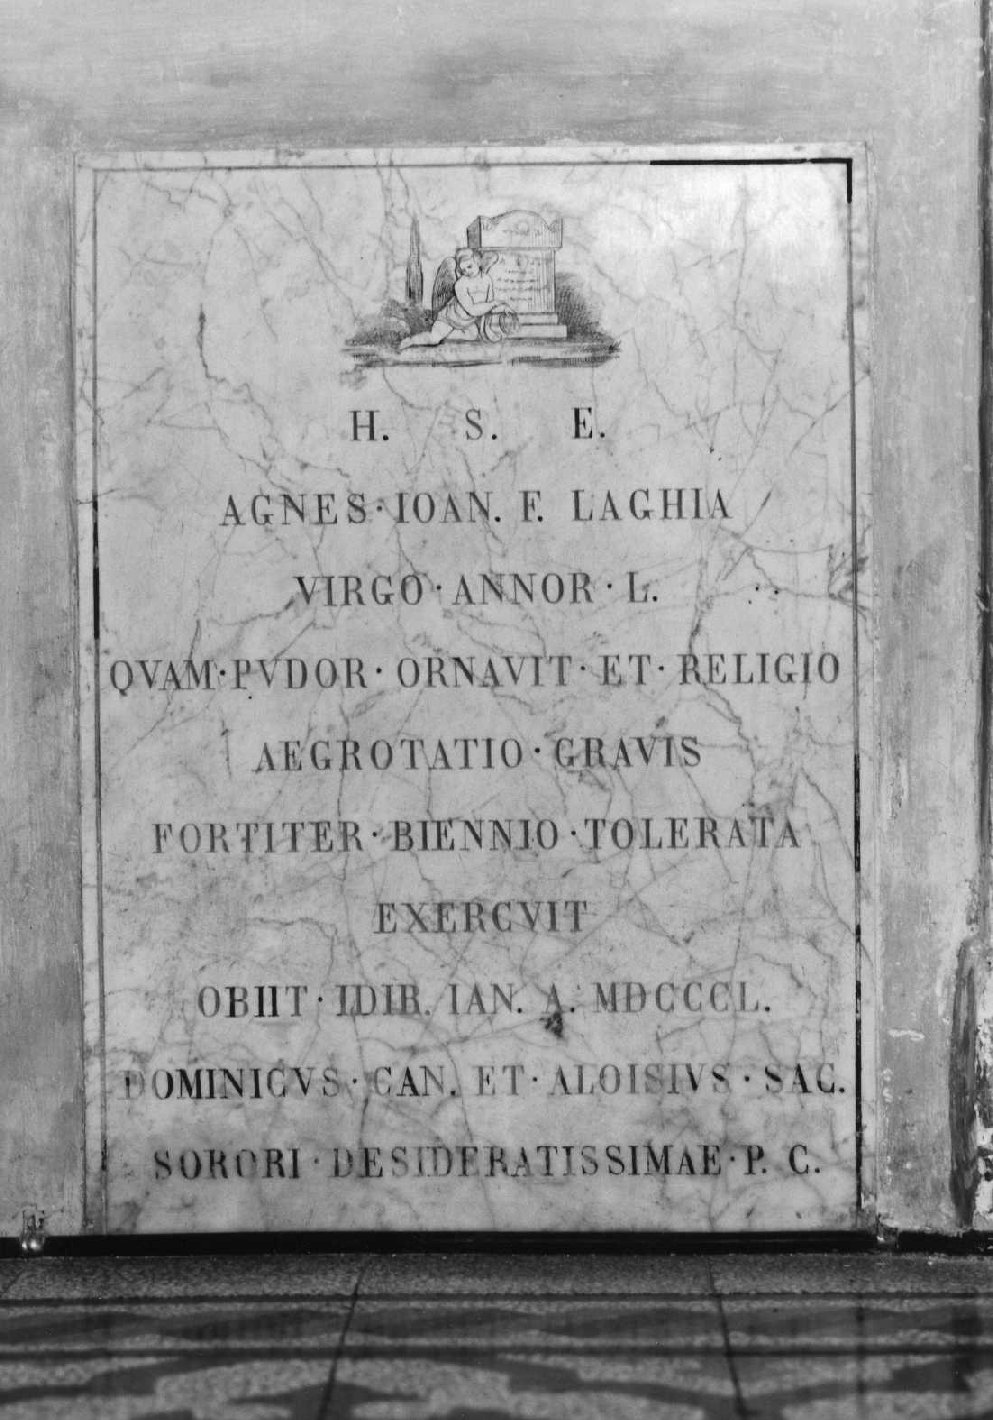 H. S. E.
AGNES·IOAN. F. LAGHIA
VIRGO·ANNOR·L.
QVAM·PVDOR·ORNAVIT·ET·RELIGIO
AEGROTATIO·GRAVIS
FORTITER·BIENNIO·TOLERATA
EXERCVIT
OBIIT·IDIB. IAN. A. MDCCCL.
DOMINICVS·CAN. ET·ALOISIVS·SAC.
SORORI·DESIDERATISSIMAE·P. C.